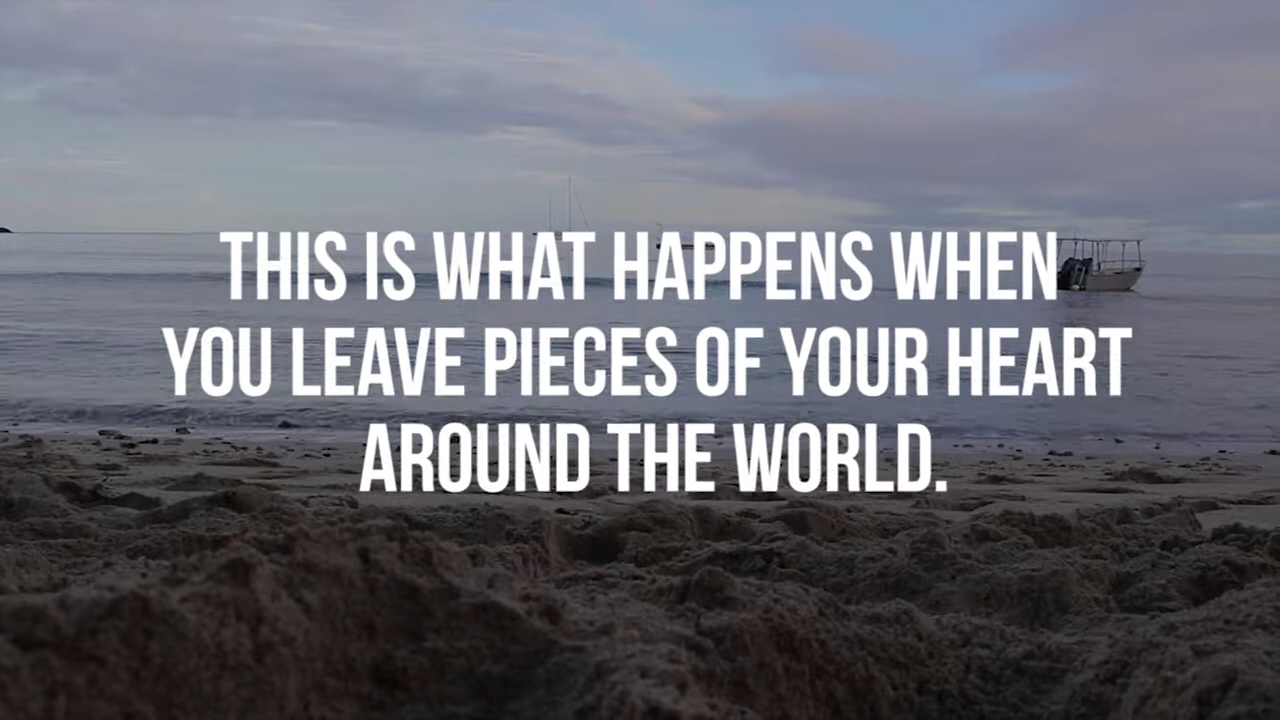 THIS IS WHAT HAPPENS WHEN
YOU LEAVE PIECES OF YOUR HEART
AROUND THE WORLD.